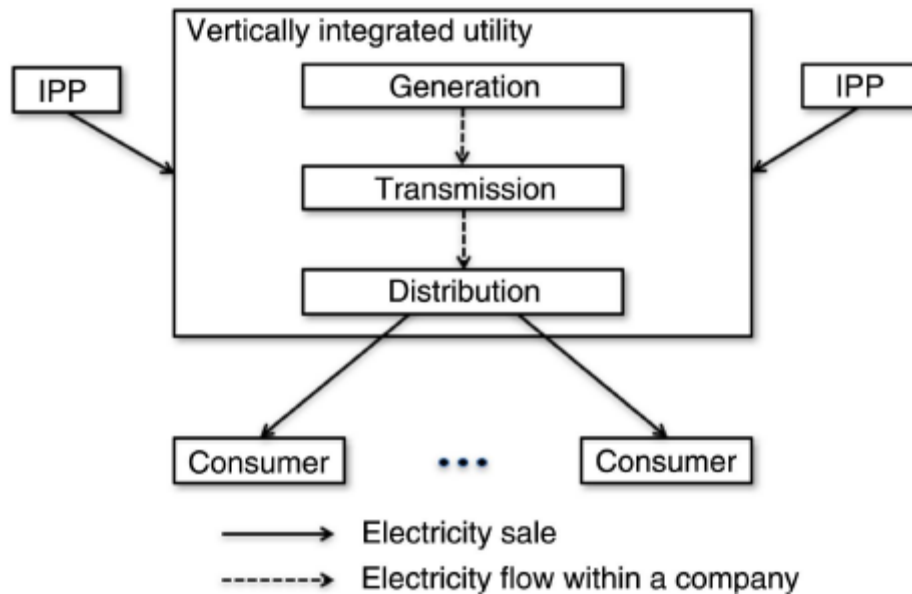 Vertically integrated utility
IPP
Generation
IPP
Transmission
Distribution
Consumer
Consumer
Electricity sale
Electricity flow within a company